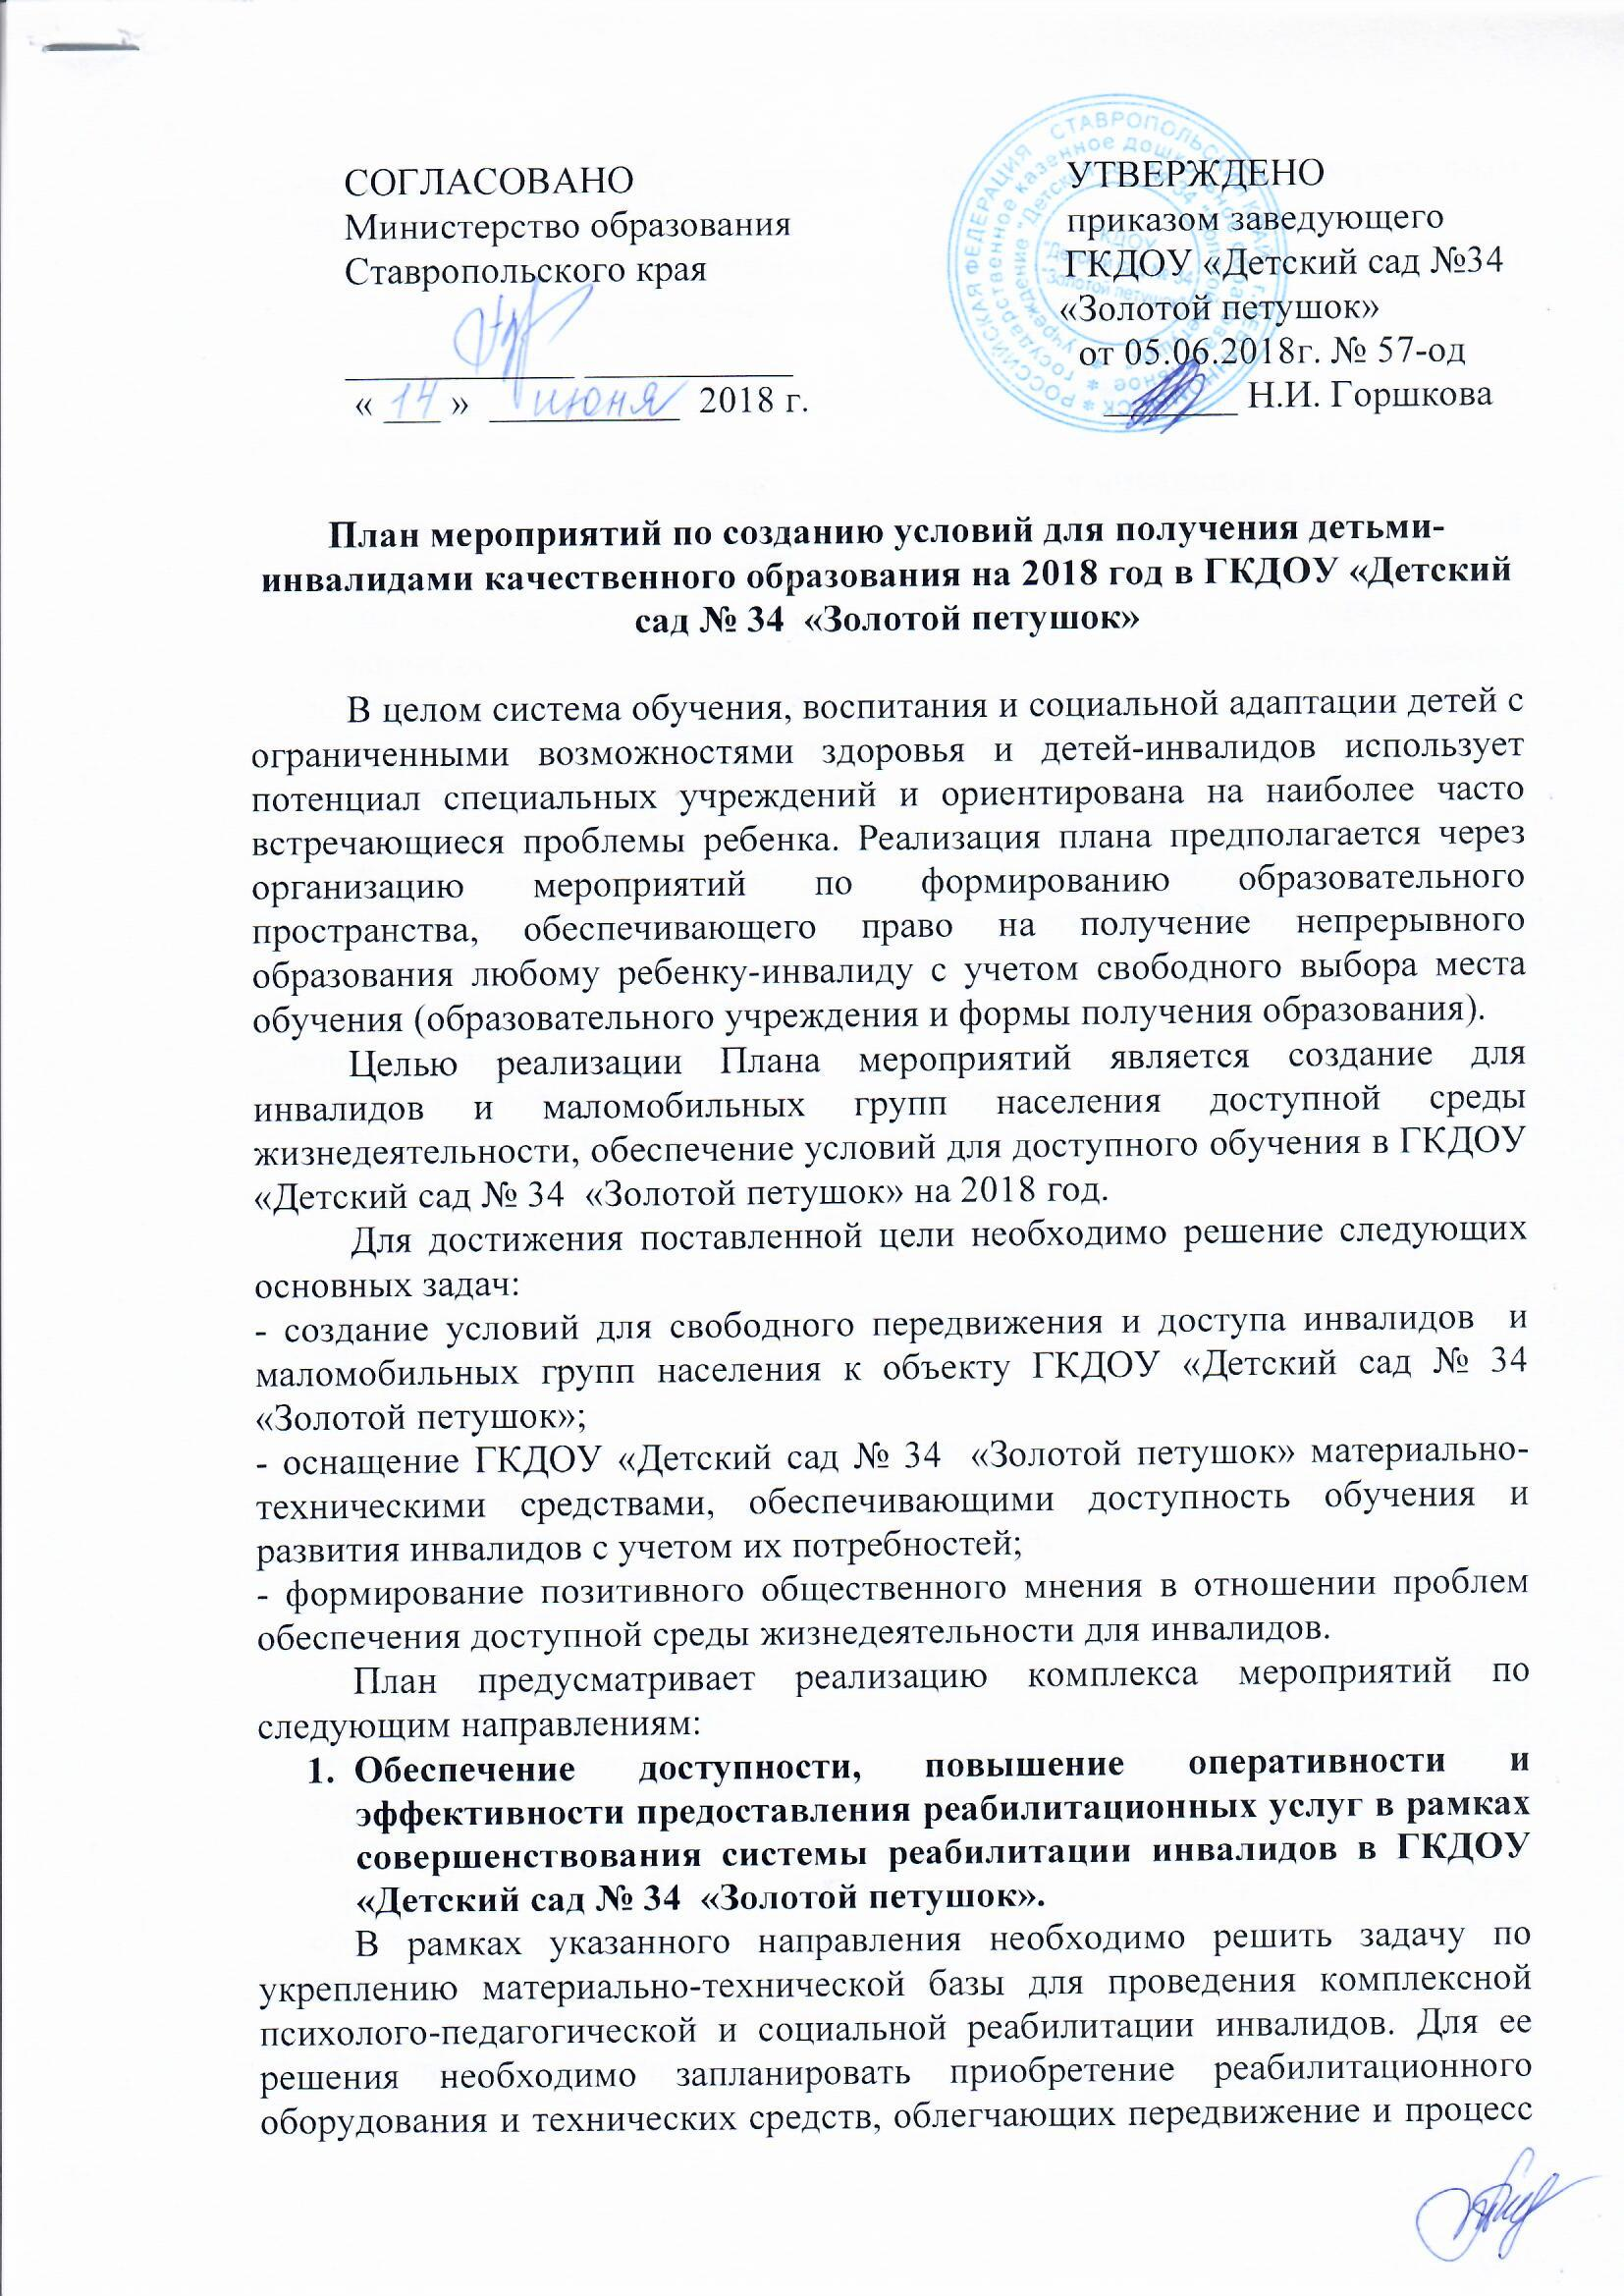 СОГЛАСОВАНО
Министерство образования
Ставропольского края
« 14 » июня 2018 г.
УТВЕРЖДЕНО
приказом заведующего
ГКДОУ «Детский сад №34
«Золотой петушок»
от 05.06.2018г. № 57-од
Н.И. Горшкова
РОССИЙСКАЯ ФЕДЕРАЦИЯ СТАВРОПОЛЬСКИЙ КРАЙ
План мероприятий по созданию условий для получения детьми-
инвалидами качественного образования на 2018 год в ГКДОУ «Детский
сад № 34 «Золотой петушок»
В целом система обучения, воспитания и социальной адаптации детей с
ограниченными возможностями здоровья и детей-инвалидов использует
потенциал специальных учреждений и ориентирована на наиболее часто
встречающиеся проблемы ребенка. Реализация плана предполагается через
организацию мероприятий по формированию образовательного
пространства, обеспечивающего право на получение непрерывного
образования любому ребенку-инвалиду с учетом свободного выбора места
обучения (образовательного учреждения и формы получения образования).
Целью реализации Плана мероприятий является создание для
инвалидов и маломобильных групп населения доступной среды
жизнедеятельности, обеспечение условий для доступного обучения в ГКДОУ
«Детский сад № 34 «Золотой петушок» на 2018 год.
Для достижения поставленной цели необходимо решение следующих
основных задач:
- создание условий для свободного передвижения и доступа инвалидов и
маломобильных групп населения к объекту ГКДОУ «Детский сад № 34
«Золотой петушок»;
- оснащение ГКДОУ «Детский сад № 34 «Золотой петушок» материально-
техническими средствами, обеспечивающими доступность обучения и
развития инвалидов с учетом их потребностей;
- формирование позитивного общественного мнения в отношении проблем
обеспечения доступной среды жизнедеятельности для инвалидов.
План предусматривает реализацию комплекса мероприятий по
следующим направлениям:
1. Обеспечение доступности, повышение оперативности и
эффективности предоставления реабилитационных услуг в рамках
совершенствования системы реабилитации инвалидов в ГКДОУ
«Детский сад № 34 «Золотой петушок».
В рамках указанного направления необходимо решить задачу по
укреплению материально-технической базы для проведения комплексной
психолого-педагогической и социальной реабилитации инвалидов. Для ее
решения необходимо запланировать приобретение реабилитационного
оборудования и технических средств, облегчающих передвижение и процесс